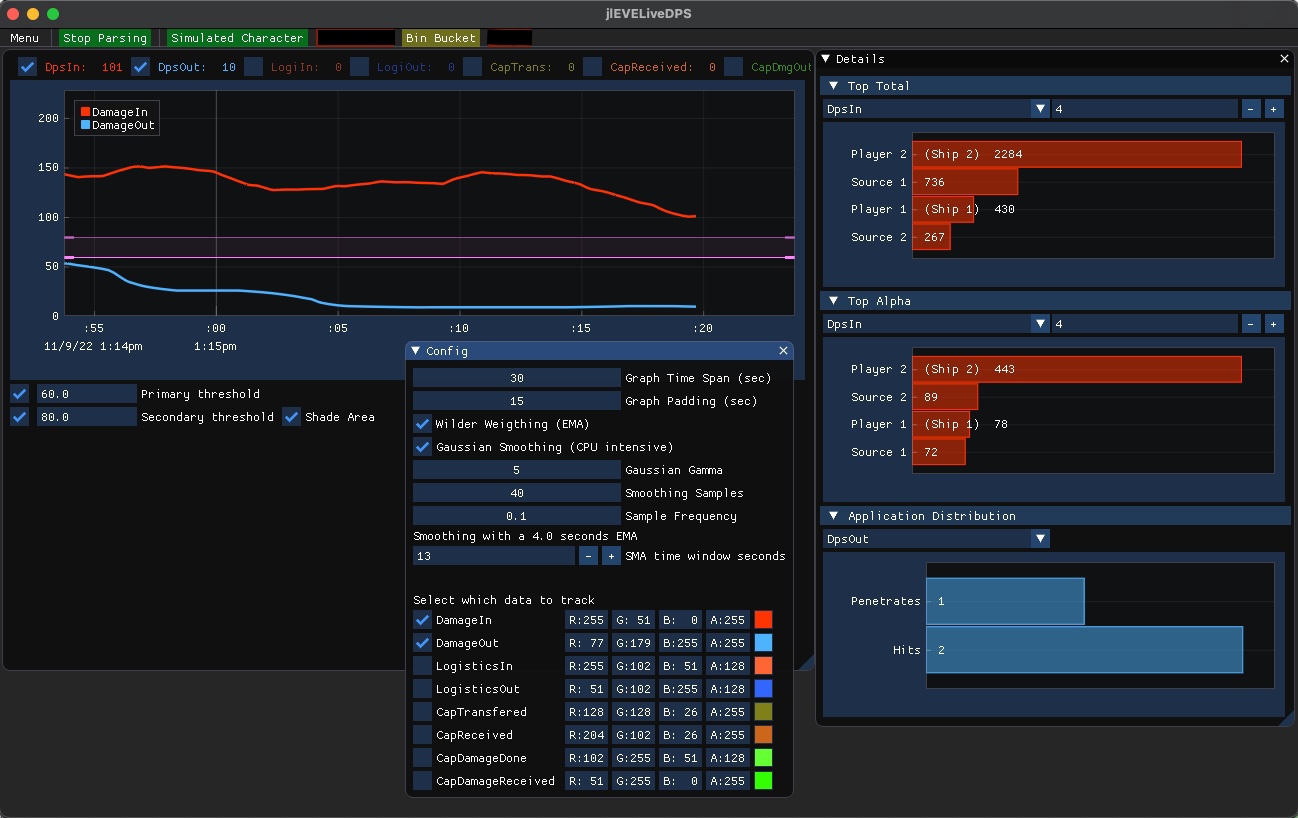 jlEVELiveDPS
Menu Stop Parsing Simulated Character Bin Bucket
DpsIn: 101 DpsOut: 10 LogiIn: 0 LogiOut: 0 CapTrans: 0 CapReceived: 0 CapDmgOut
DamageIn
DamageOut
200
150
100
50
0
:55 :00 :05 :10 :15 :20
11/9/22 1:14pm 1:15pm
60.0 Primary threshold
80.0 Secondary threshold Shade Area
Config
30 Graph Time Span (sec)
15 Graph Padding (sec)
Wilder Weigthing (EMA)
Gaussian Smoothing (CPU intensive)
5 Gaussian Gamma
40 Smoothing Samples
0.1 Sample Frequency
Smoothing with a 4.0 seconds EMA
13 - + SMA time window seconds
Select which data to track
DamageIn R:255 G: 51 B: 0 A:255
DamageOut R: 77 G:179 B:255 A:255
LogisticsIn R:255 G:102 B: 51 A:128
LogisticsOut R: 51 G:102 B:255 A:128
CapTransfered R:128 G:128 B: 26 A:255
CapReceived R:204 G:102 B: 26 A:255
CapDamageDone R:102 G:255 B: 51 A:128
CapDamageReceived R: 51 G:255 B: 0 A:255
Details
Top Total
DpsIn 4 - +
Player 2 (Ship 2) 2284
Source 1 736
Player 1 (Ship 1) 430
Source 2 267
Top Alpha
DpsIn 4 - +
Player 2 (Ship 2) 443
Source 2 89
Player 1 (Ship 1) 78
Source 1 72
Application Distribution
DpsOut
Penetrates 1
Hits 2